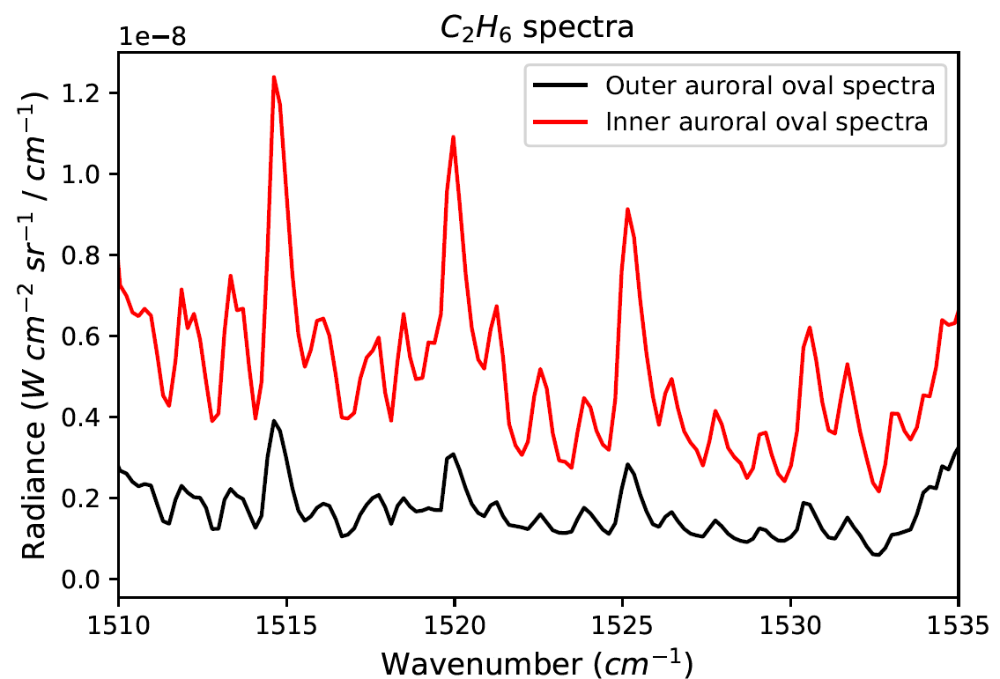 $C_2H_6$ spectra
1e−8
Outer auroral oval spectra
Inner auroral oval spectra
Radiance ($W\ cm^{-2}\ sr^{-1}\ /\ cm^{-1}$)
1.2
1.0
0.8
0.6
0.4
0.2
0.0
1510 1515 1520 1525 1530 1535
Wavenumber ($cm^{-1}$)